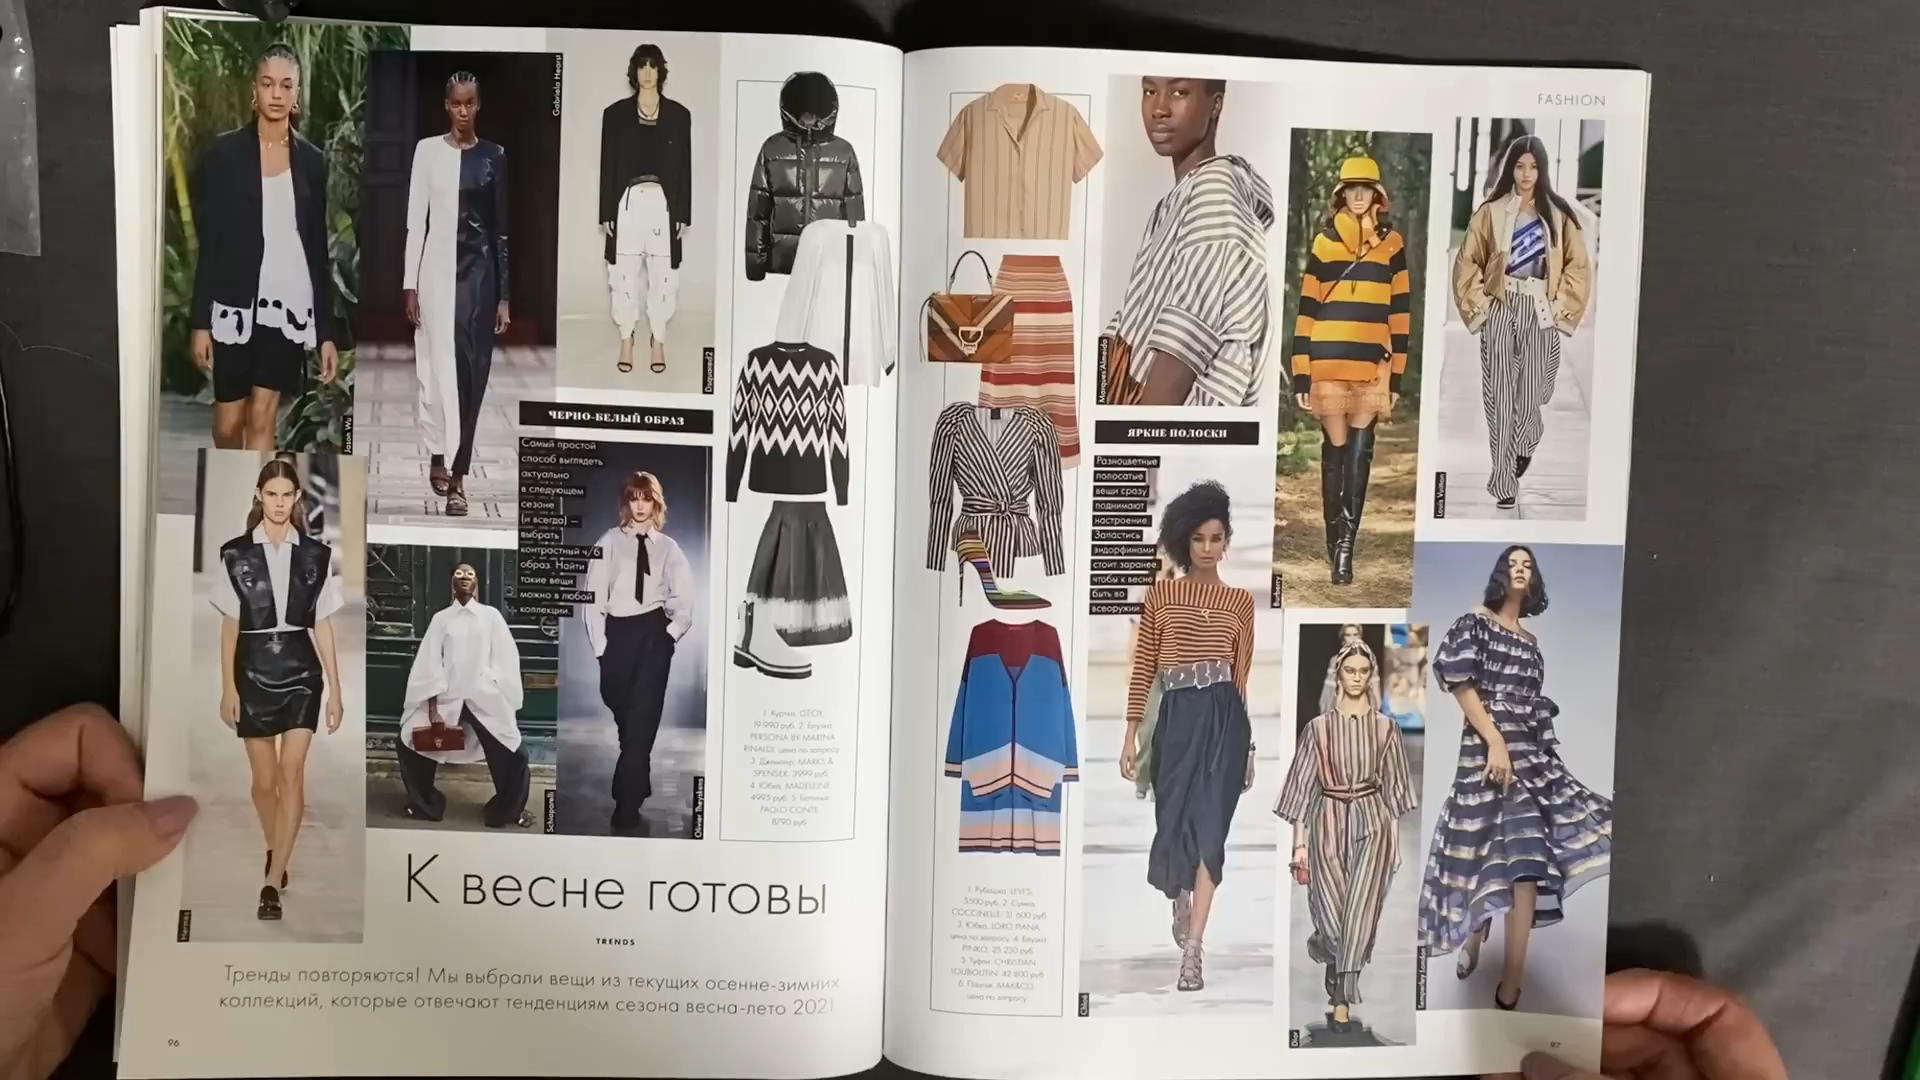 Jason Wu
Gabriela Hearst
Dsquared2
ЧЕРНО-БЕЛЫЙ ОБРАЗ
Самый простой
способ выглядеть
актуально
в следующем
сезоне
(и всегда) –
выбрать
контрастный ч/б
образ. Найти
такие вещи
можно в любой
коллекции.
Hermès
Schiaparelli
Olivier Theyskens
1. Куртка, GEOX,
19 990 руб. 2. Блузка,
PERSONA BY MARINA
RINALDI, цена по запросу
3. Джемпер, MARKS &
SPENSER, 3999 руб.
4. Юбка, MADELEINE,
4995 руб. 5. Ботинки,
PAOLO CONTE,
8790 руб.
К весне готовы
TRENDS
Тренды повторяются! Мы выбрали вещи из текущих осенне-зимних
коллекций, которые отвечают тенденциям сезона весна-лето 2021
96
FASHION
Marques'Almeida
Burberry
Louis Vuitton
ЯРКИЕ ПОЛОСКИ
Разноцветные
полосатые
вещи сразу
поднимают
настроение.
Запастись
эндорфинами
стоит заранее,
чтобы к весне
быть во
всеоружии.
1. Рубашка, LEVI'S,
5500 руб. 2. Сумка,
COCCINELLE, 31 600 руб.
3. Юбка, LORO PIANA,
цена по запросу. 4. Блузка,
PINKO, 25 230 руб.
5. Туфли, CHRISTIAN
LOUBOUTIN, 42 800 руб.
6. Платье, MAX&CO,
цена по запросу
Chloé
Dior
Temperley London
97